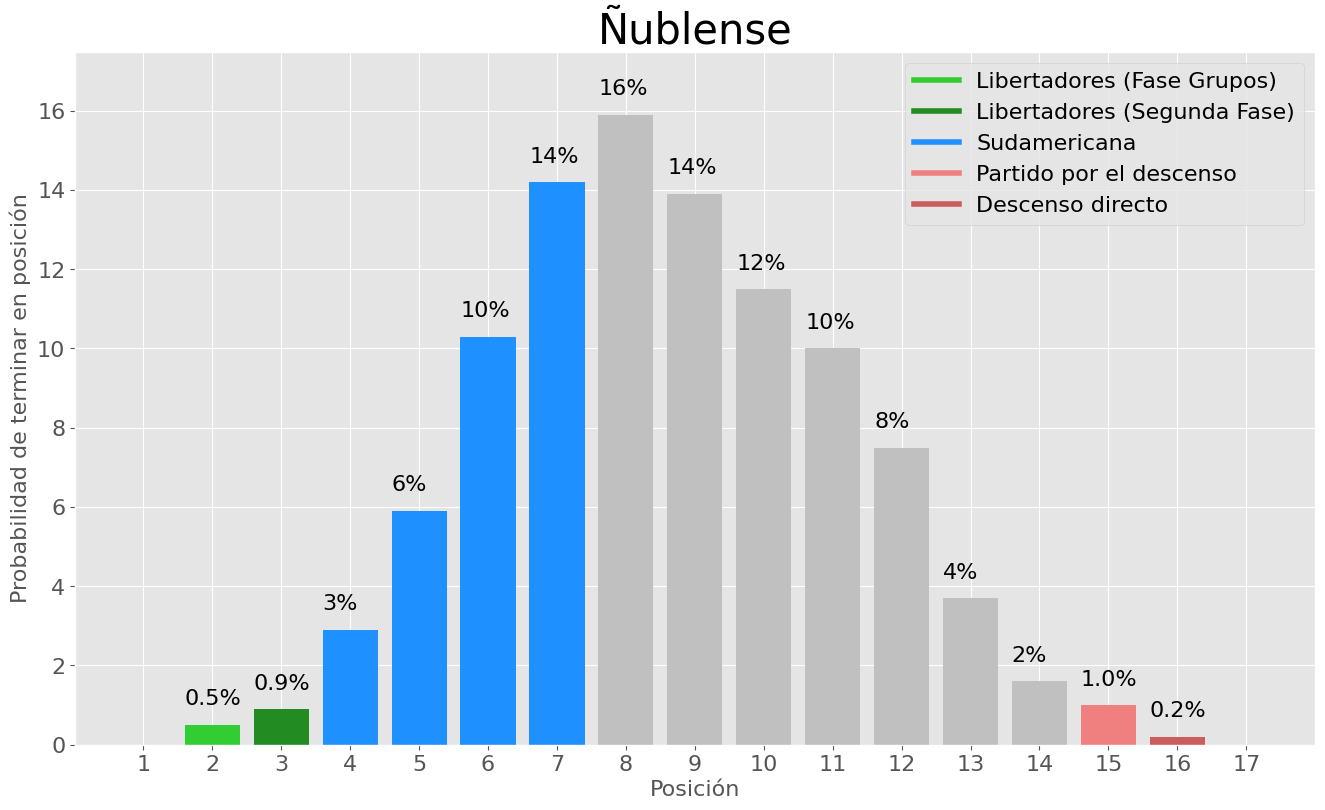 Ñublense
Libertadores (Fase Grupos)
Libertadores (Segunda Fase)
Sudamericana
Partido por el descenso
Descenso directo
Probabilidad de terminar en posición
16
14
12
10
8
6
4
2
0
0.5%
0.9%
3%
6%
10%
14%
16%
14%
12%
10%
8%
4%
2%
1.0%
0.2%
1 2 3 4 5 6 7 8 9 10 11 12 13 14 15 16 17
Posición